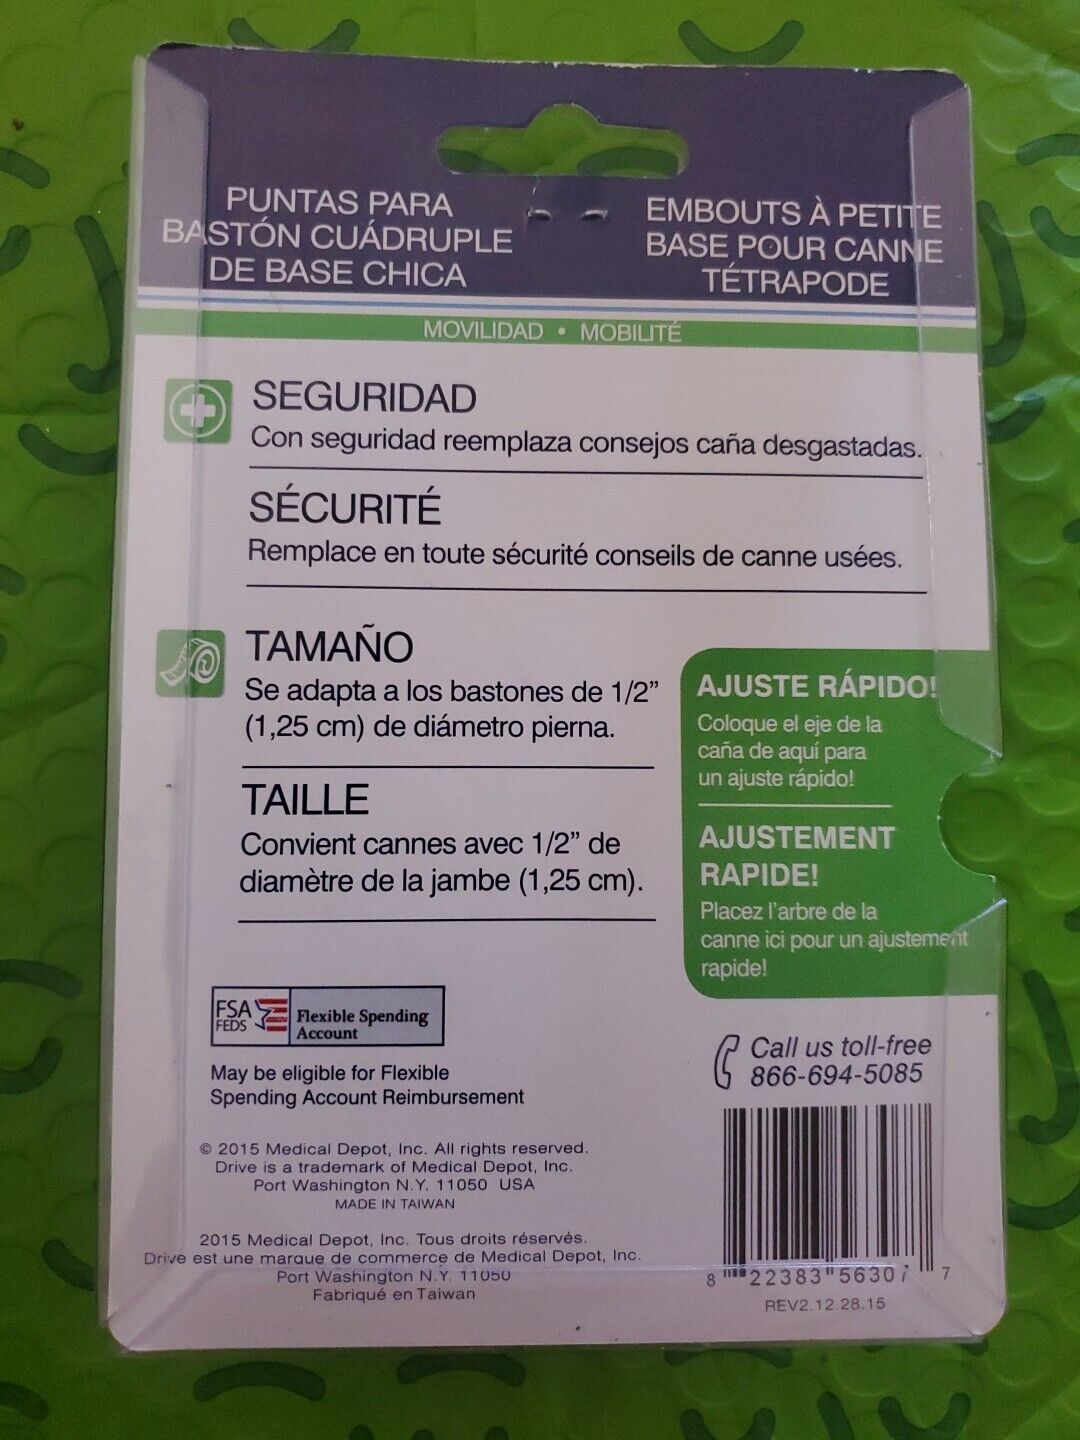 PUNTAS PARA
BASTÓN CUÁDRUPLE
DE BASE CHICA
EMBOUTS À PETITE
BASE POUR CANNE
TÉTRAPODE
MOVILIDAD • MOBILITÉ
SEGURIDAD
Con seguridad reemplaza consejos caña desgastadas.
SÉCURITÉ
Remplace en toute sécurité conseils de canne usées.
TAMAÑO
Se adapta a los bastones de 1/2”
(1,25 cm) de diámetro pierna.
TAILLE
Convient cannes avec 1/2” de
diamètre de la jambe (1,25 cm).
AJUSTE RÁPIDO!
Coloque el eje de la
caña de aquí para
un ajuste rápido!
AJUSTEMENT
RAPIDE!
Placez l’arbre de la
canne ici pour un ajustement
rapide!
FSA
FEDS
Flexible Spending
Account
May be eligible for Flexible
Spending Account Reimbursement
Call us toll-free
866-694-5085
© 2015 Medical Depot, Inc. All rights reserved.
Drive is a trademark of Medical Depot, Inc.
Port Washington N.Y. 11050 USA
MADE IN TAIWAN
2015 Medical Depot, Inc. Tous droits réservés.
Drive est une marque de commerce de Medical Depot, Inc.
Port Washington N.Y. 11050
Fabriqué en Taiwan
8 22383 56307 7
REV2.12.28.15